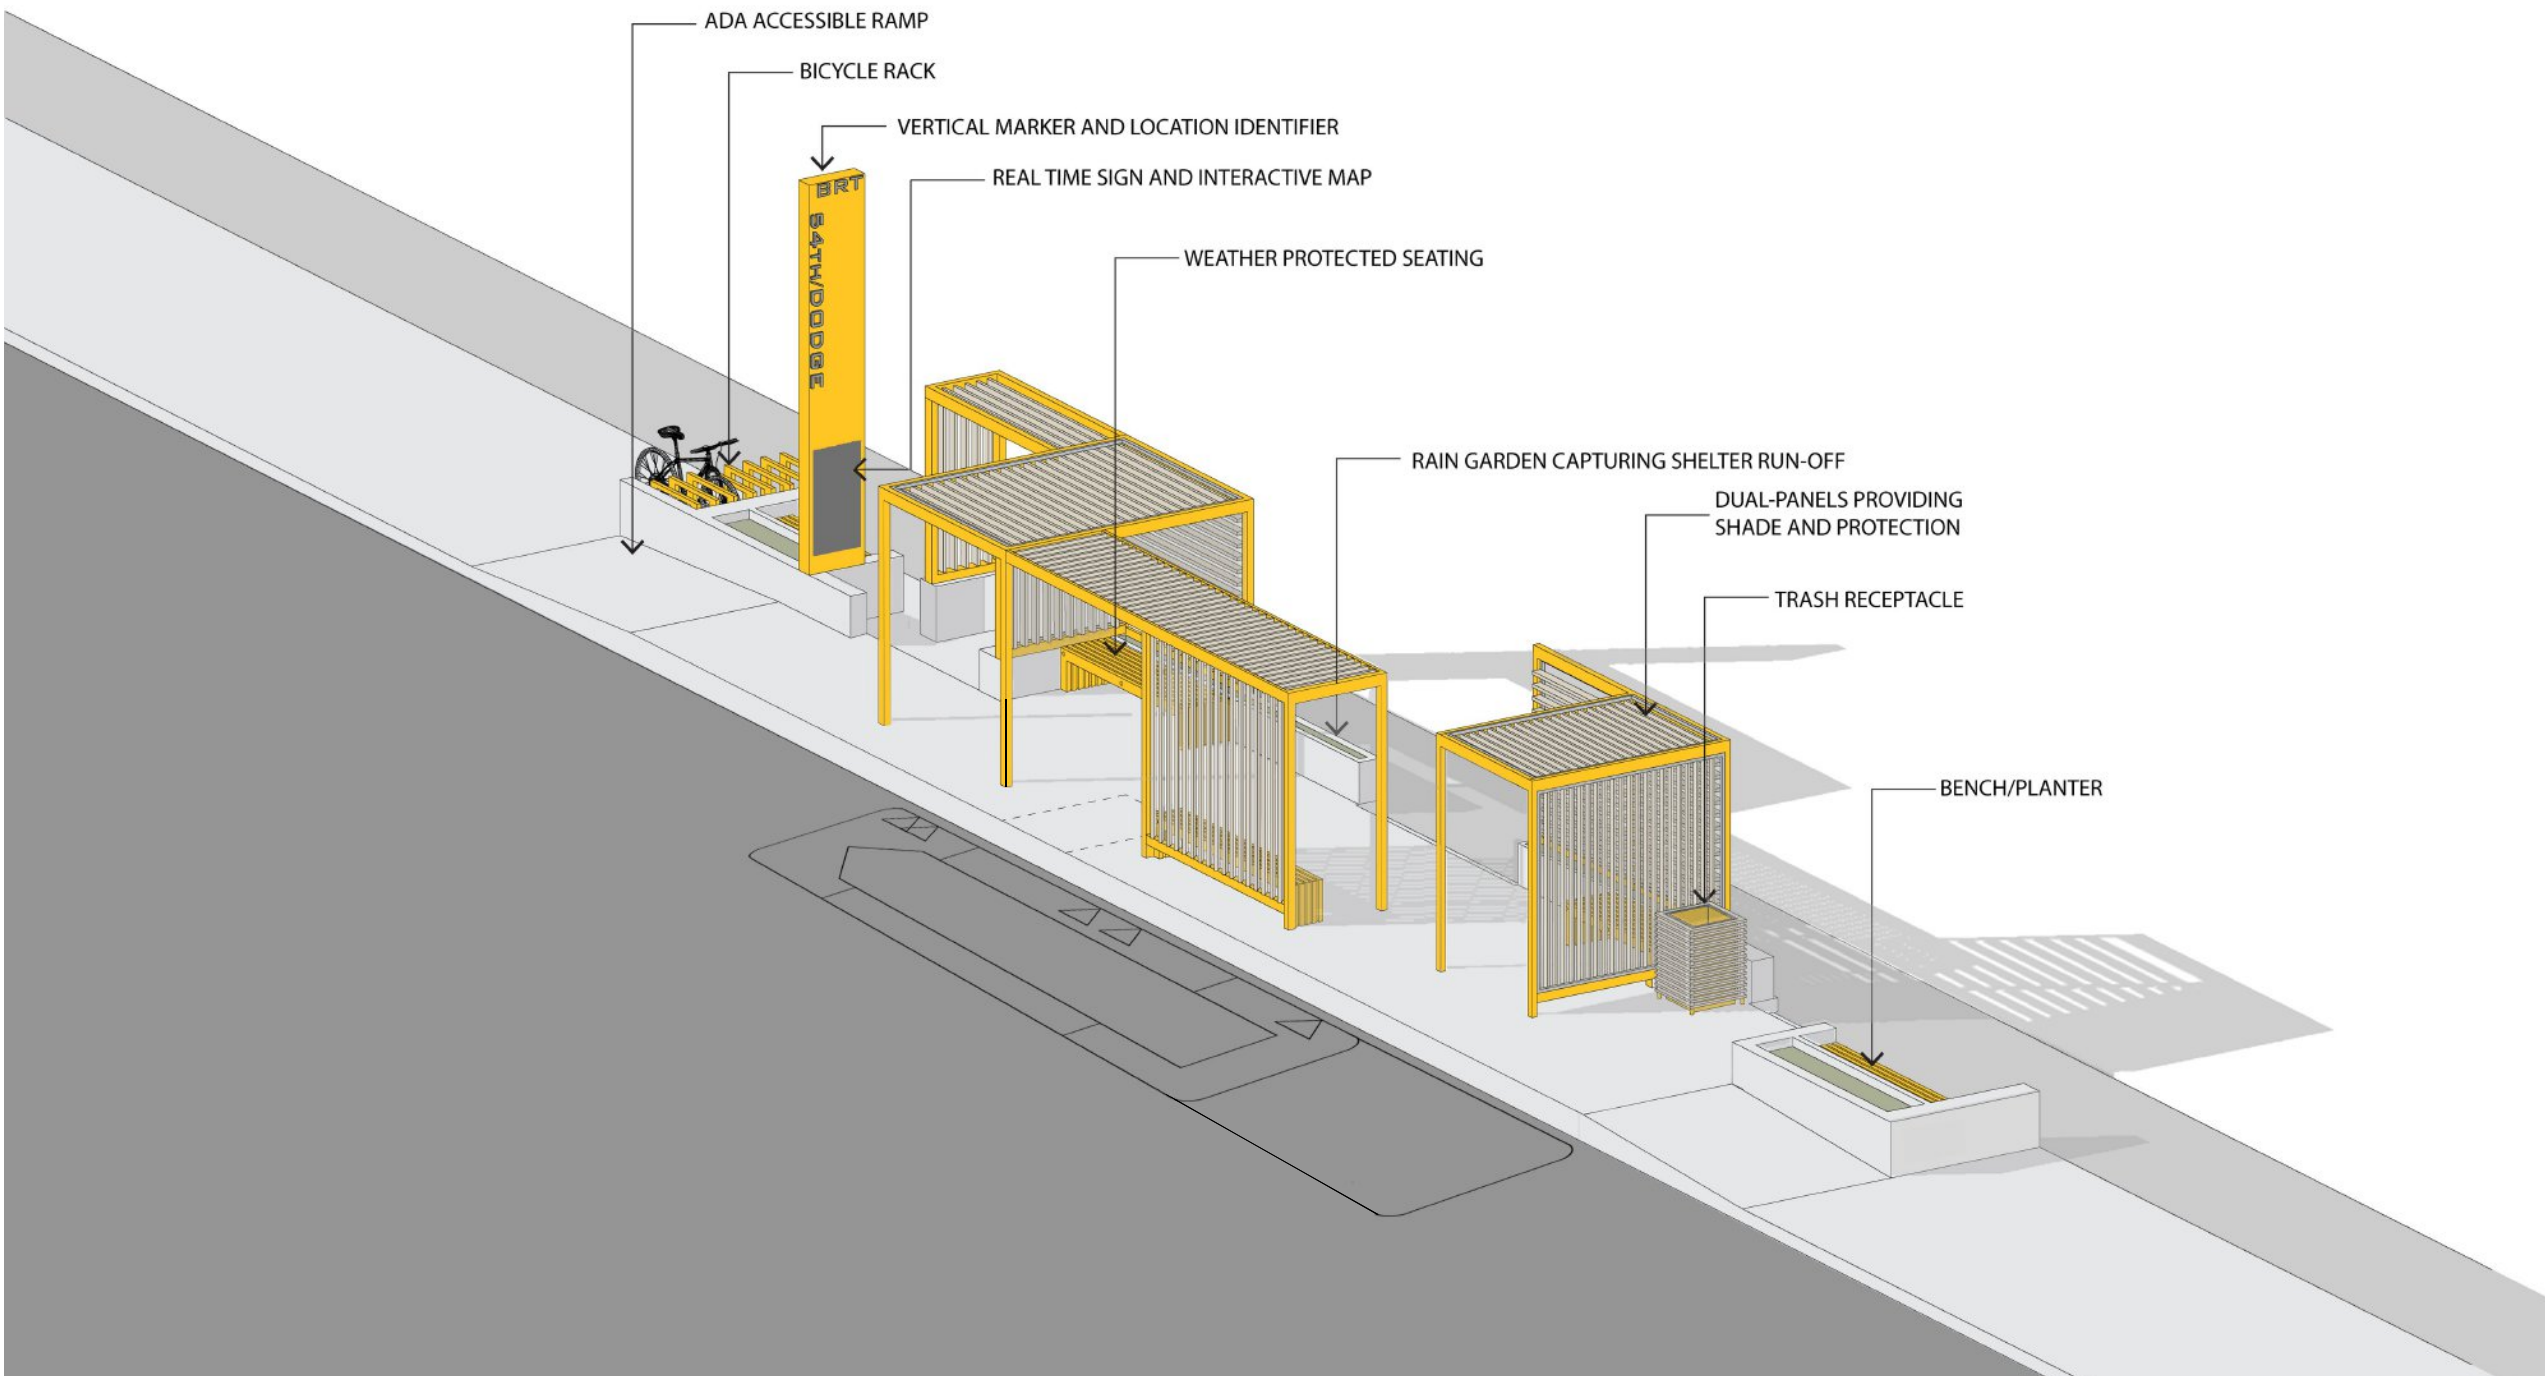 ADA ACCESSIBLE RAMP
BICYCLE RACK
VERTICAL MARKER AND LOCATION IDENTIFIER
REAL TIME SIGN AND INTERACTIVE MAP
BRT
54TH/DODGE
WEATHER PROTECTED SEATING
RAIN GARDEN CAPTURING SHELTER RUN-OFF
DUAL-PANELS PROVIDING
SHADE AND PROTECTION
TRASH RECEPTACLE
BENCH/PLANTER